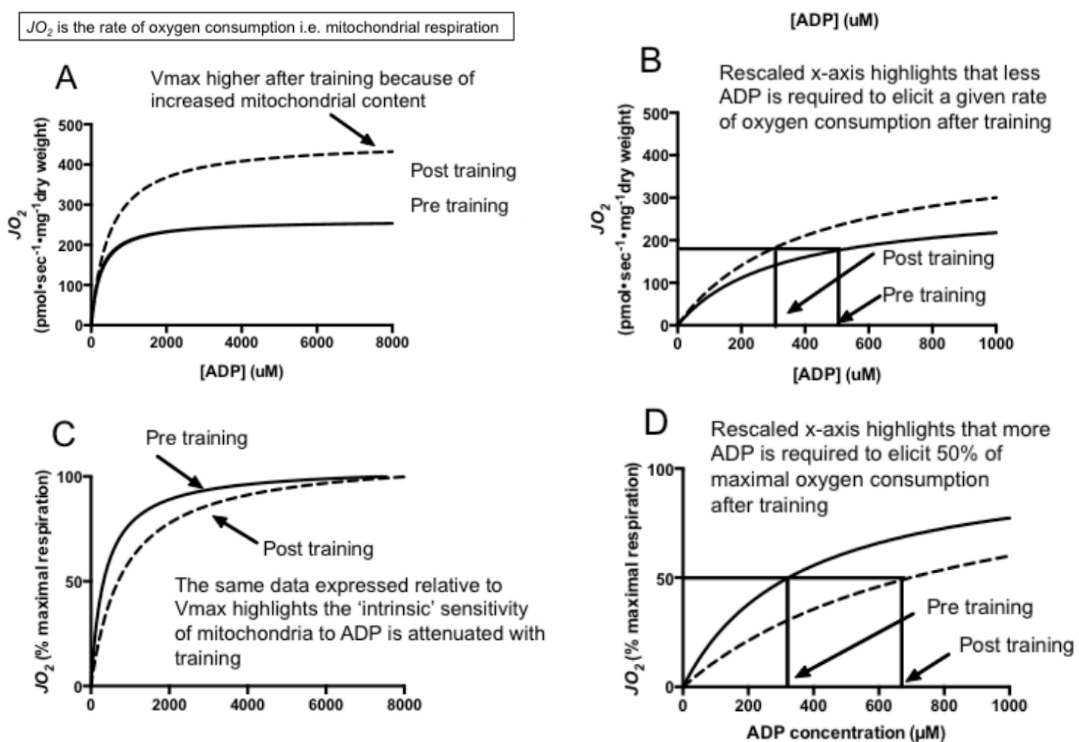 JO2 is the rate of oxygen consumption i.e. mitochondrial respiration
[ADP] (uM)
A
Vmax higher after training because of
increased mitochondrial content
JO2
(pmol•sec-1•mg-1dry weight)
500
400
300
200
100
0
Post training
Pre training
0 2000 4000 6000 8000
[ADP] (uM)
B
Rescaled x-axis highlights that less
ADP is required to elicit a given rate
of oxygen consumption after training
JO2
(pmol•sec-1•mg-1dry weight)
500
400
300
200
100
0
Post training
Pre training
0 200 400 600 800 1000
[ADP] (uM)
C
Pre training
JO2 (% maximal respiration)
100
50
0
Post training
The same data expressed relative to
Vmax highlights the ‘intrinsic’ sensitivity
of mitochondria to ADP is attenuated with
training
0 2000 4000 6000 8000
D
Rescaled x-axis highlights that more
ADP is required to elicit 50% of
maximal oxygen consumption
after training
JO2 (% maximal respiration)
100
50
0
Pre training
Post training
0 200 400 600 800 1000
ADP concentration (µM)